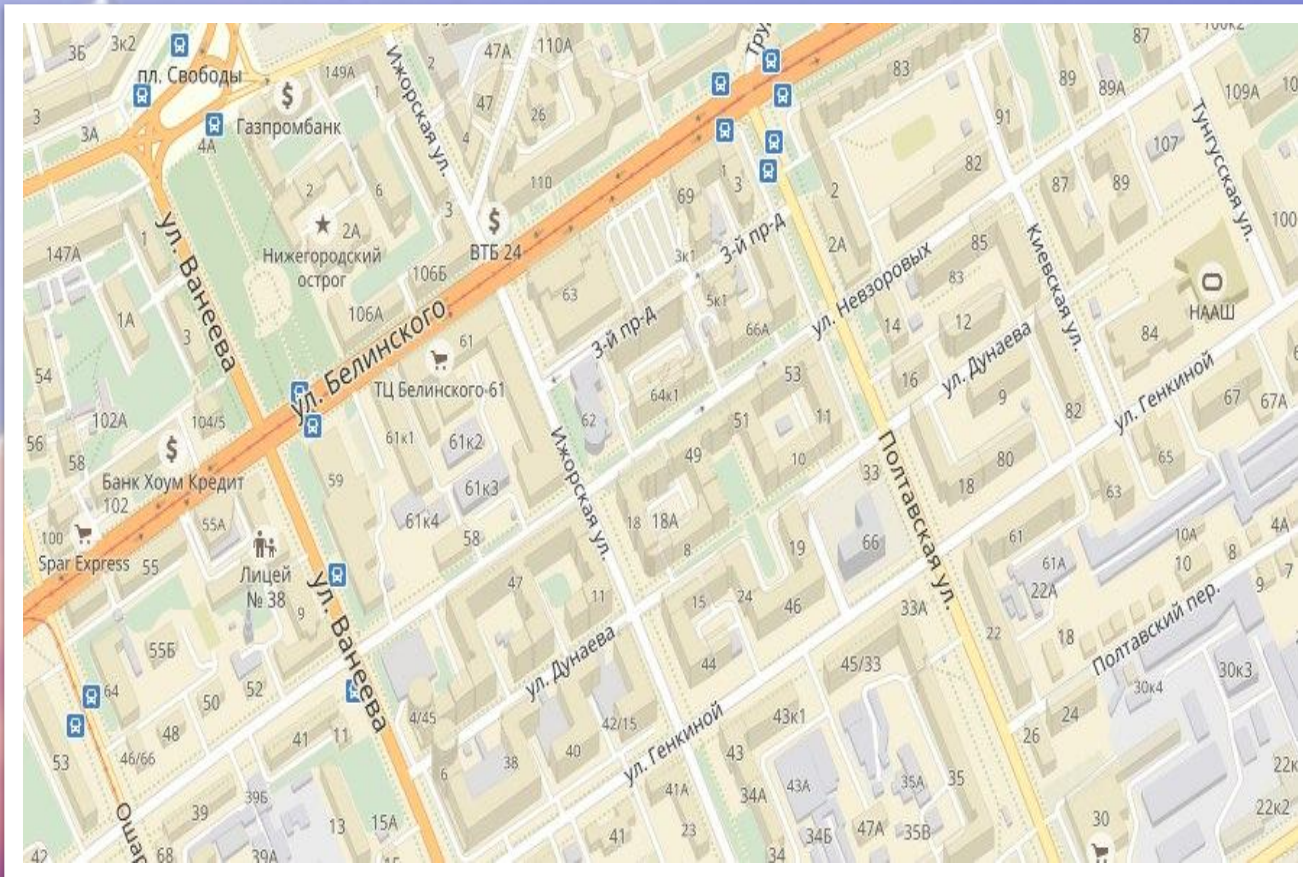 3Б
3к2
пл. Свободы
149А
Газпромбанк
3
3А
4А
1
2
47А
110А
47
4
26
Ижорская ул.
110
3
2
6
2А
Нижегородский
острог
ВТБ 24
106Б
106А
147А
1
1А
3
54
102А
104/5
56
58
Банк Хоум Кредит
102
100
Spar Express
55
55А
Лицей
№ 38
9
59
ул. Ванеева
ул. Белинского
61
ТЦ Белинского-61
61к1
61к2
61к3
61к4
58
63
69
1
3
3к1
3-й пр-д
3-й пр-д
5к1
66А
64к1
62
Ижорская ул.
83
91
82
2
2А
ул. Невзоровых
89
87
89А
109А
107
87
89
Тунгусская ул.
100
85
83
Киевская ул.
НААШ
84
14
12
16
ул. Дунаева
9
82
ул. Генкиной
67
67А
53
51
11
49
10
33
18
18А
8
19
66
Полтавская ул.
80
18
65
63
61
61А
22А
10А
10
8
4А
9
7
22
18
Полтавский пер.
30к4
30к3
24
26
47
11
ул. Дунаева
15
24
46
44
33А
45/33
55Б
64
50
52
48
46/66
53
ул. Ванеева
41
11
4/45
6
38
40
42/15
ул. Генкиной
43к1
43
34А
43А
35А
35
34Б
47А
35В
34
41А
41
23
39
39Б
39А
13
15А
68
42
30
22к2